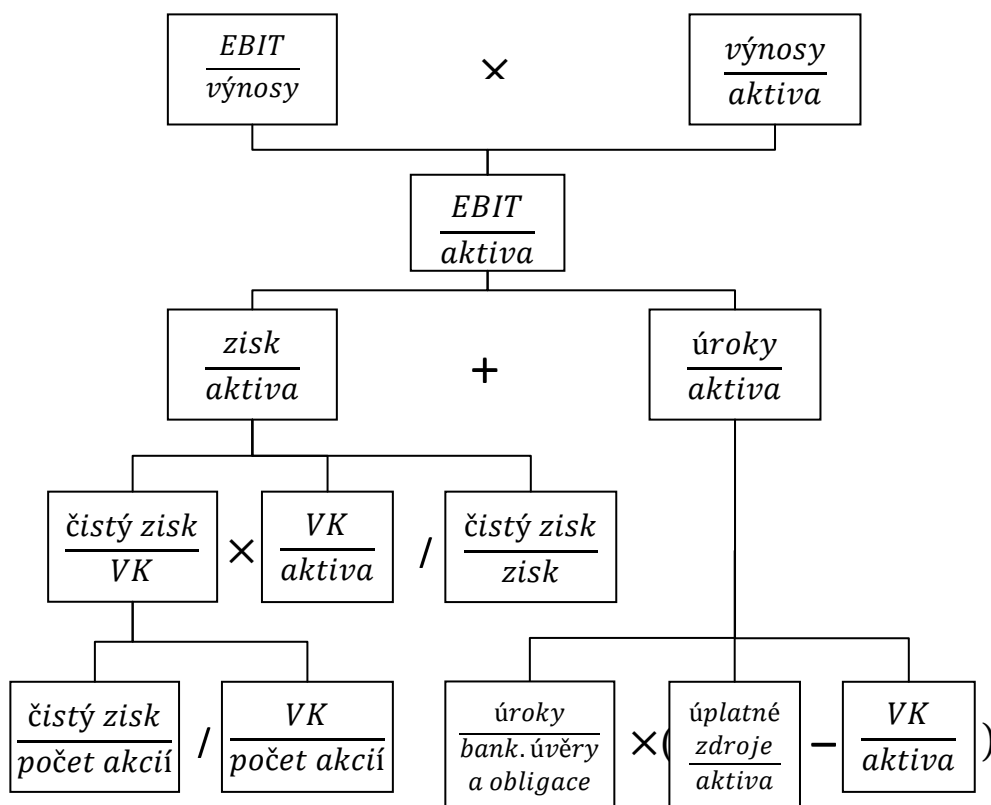 EBIT
výnosy
×
výnosy
aktiva
EBIT
aktiva
zisk
aktiva
+
úroky
aktiva
čistý zisk
VK
×
VK
aktiva
/
čistý zisk
zisk
čistý zisk
počet akcií
/
VK
počet akcií
úroky
bank. úvěry
a obligace
×(
úplatné
zdroje
aktiva
−
VK
aktiva
)